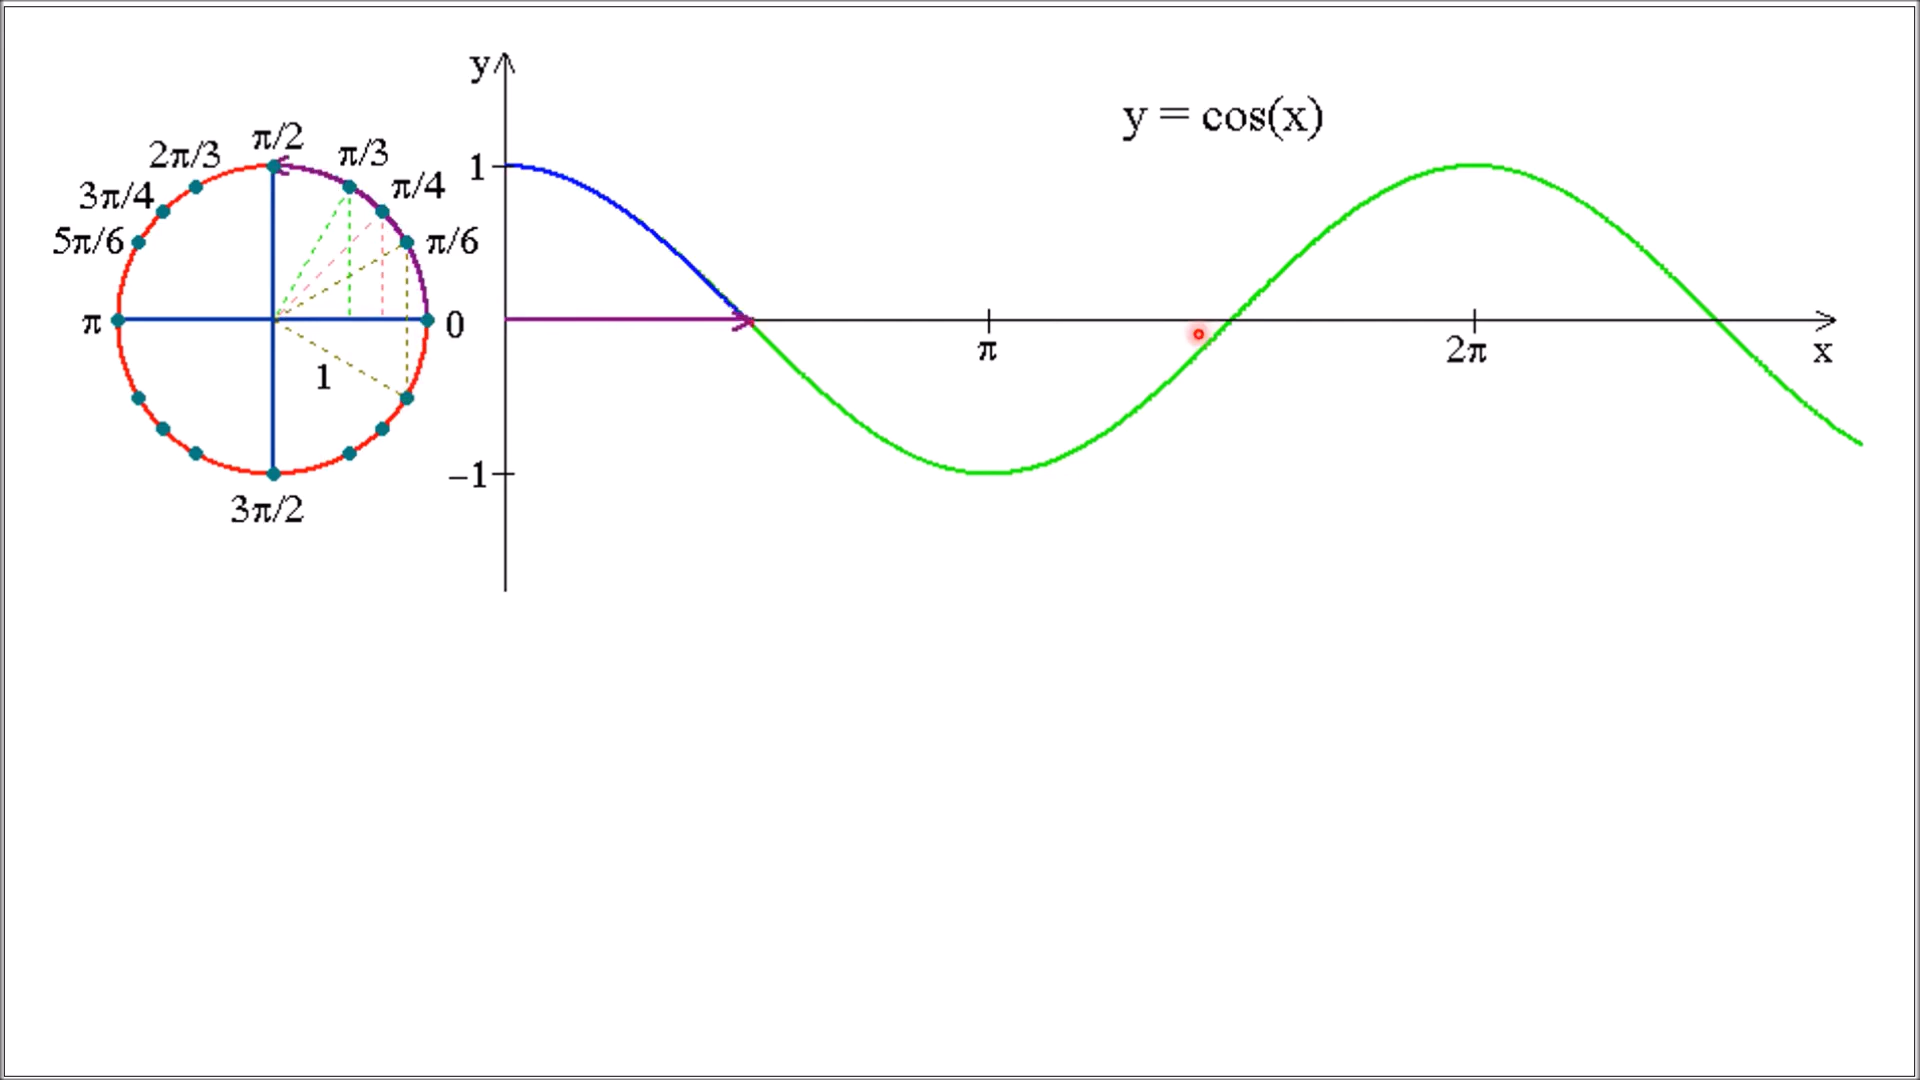 y
y = cos(x)
π/2
2π/3
π/3
1
3π/4
π/4
5π/6
π/6
π
0
π
2π
x
1
−1
3π/2